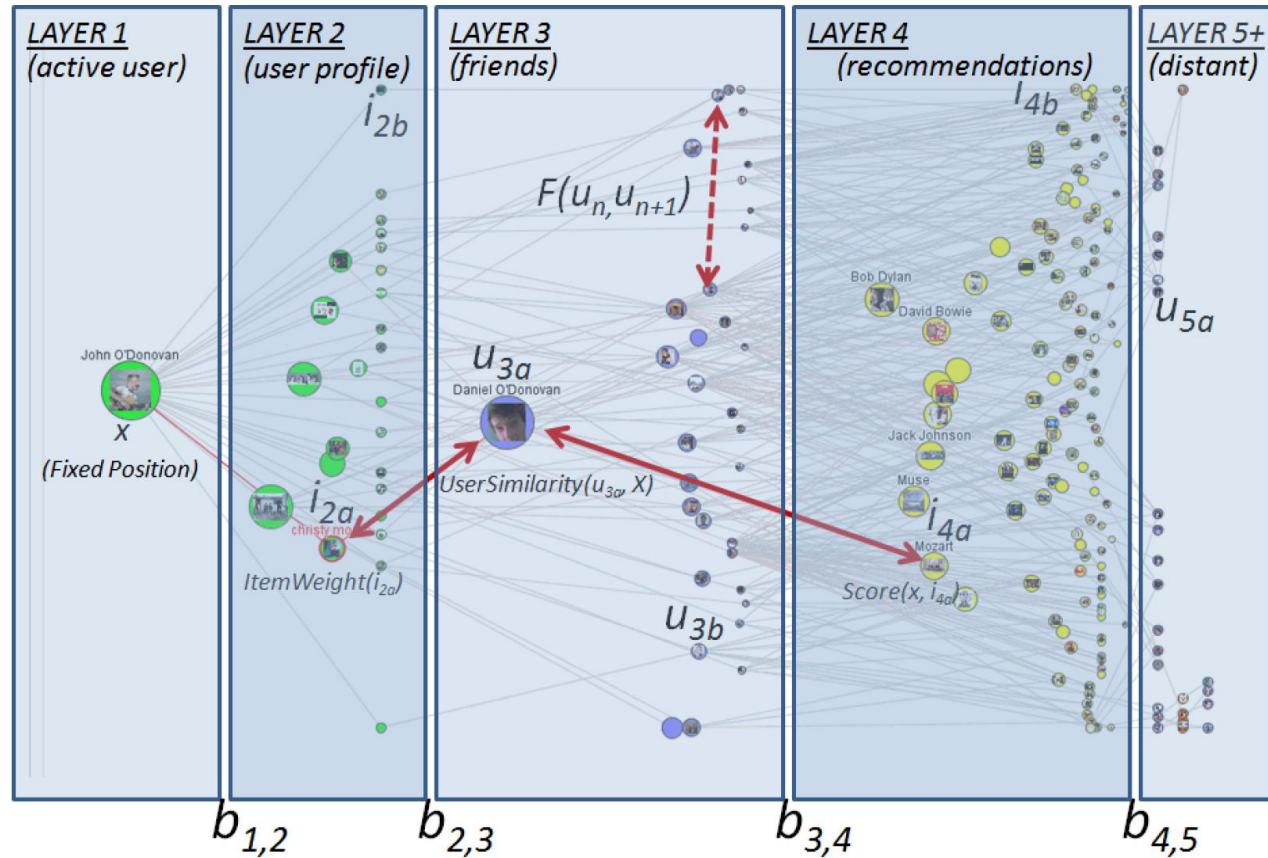 LAYER 1
(active user)
LAYER 2
(user profile)
LAYER 3
(friends)
LAYER 4
(recommendations)
LAYER 5+
(distant)
i2b
i4b
F(un,un+1)
Bob Dylan
David Bowie
u5a
John O'Donovan
u3a
Daniel O'Donovan
x
(Fixed Position)
Jack Johnson
UserSimilarity(u3a, X)
Muse
i2a
i4a
christy mo
Mozart
ItemWeight(i2a)
Score(x, i4a)
u3b
b1,2
b2,3
b3,4
b4,5